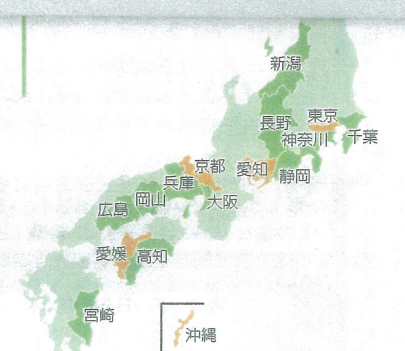 新潟
長野
東京
神奈川
千葉
京都
愛知
静岡
兵庫
岡山
広島
大阪
愛媛
高知
宮崎
沖縄